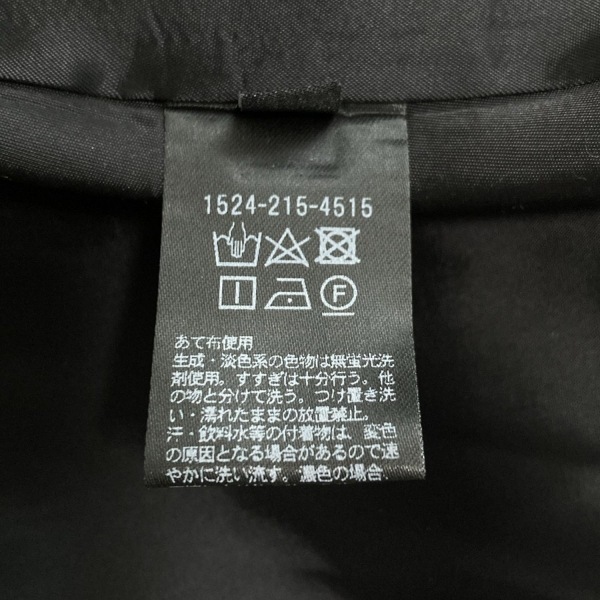 1524-215-4515
F
あて布使用
生成・淡色系の色物は無蛍光洗
剤使用。すすぎは十分行う。他
の物と分けて洗う。つけ置き洗
い・濡れたままの放置禁止。
汗・飲料水等の付着物は、変色
の原因となる場合があるので速
やかに洗い流す。濃色の場合、